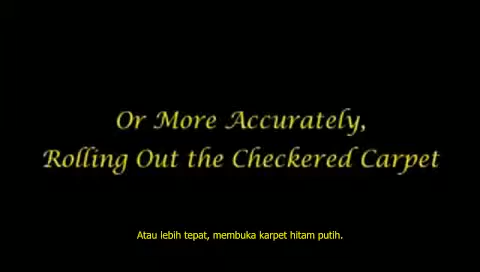 Or More Accurately,
Rolling Out the Checkered Carpet
Atau lebih tepat, membuka karpet hitam putih.